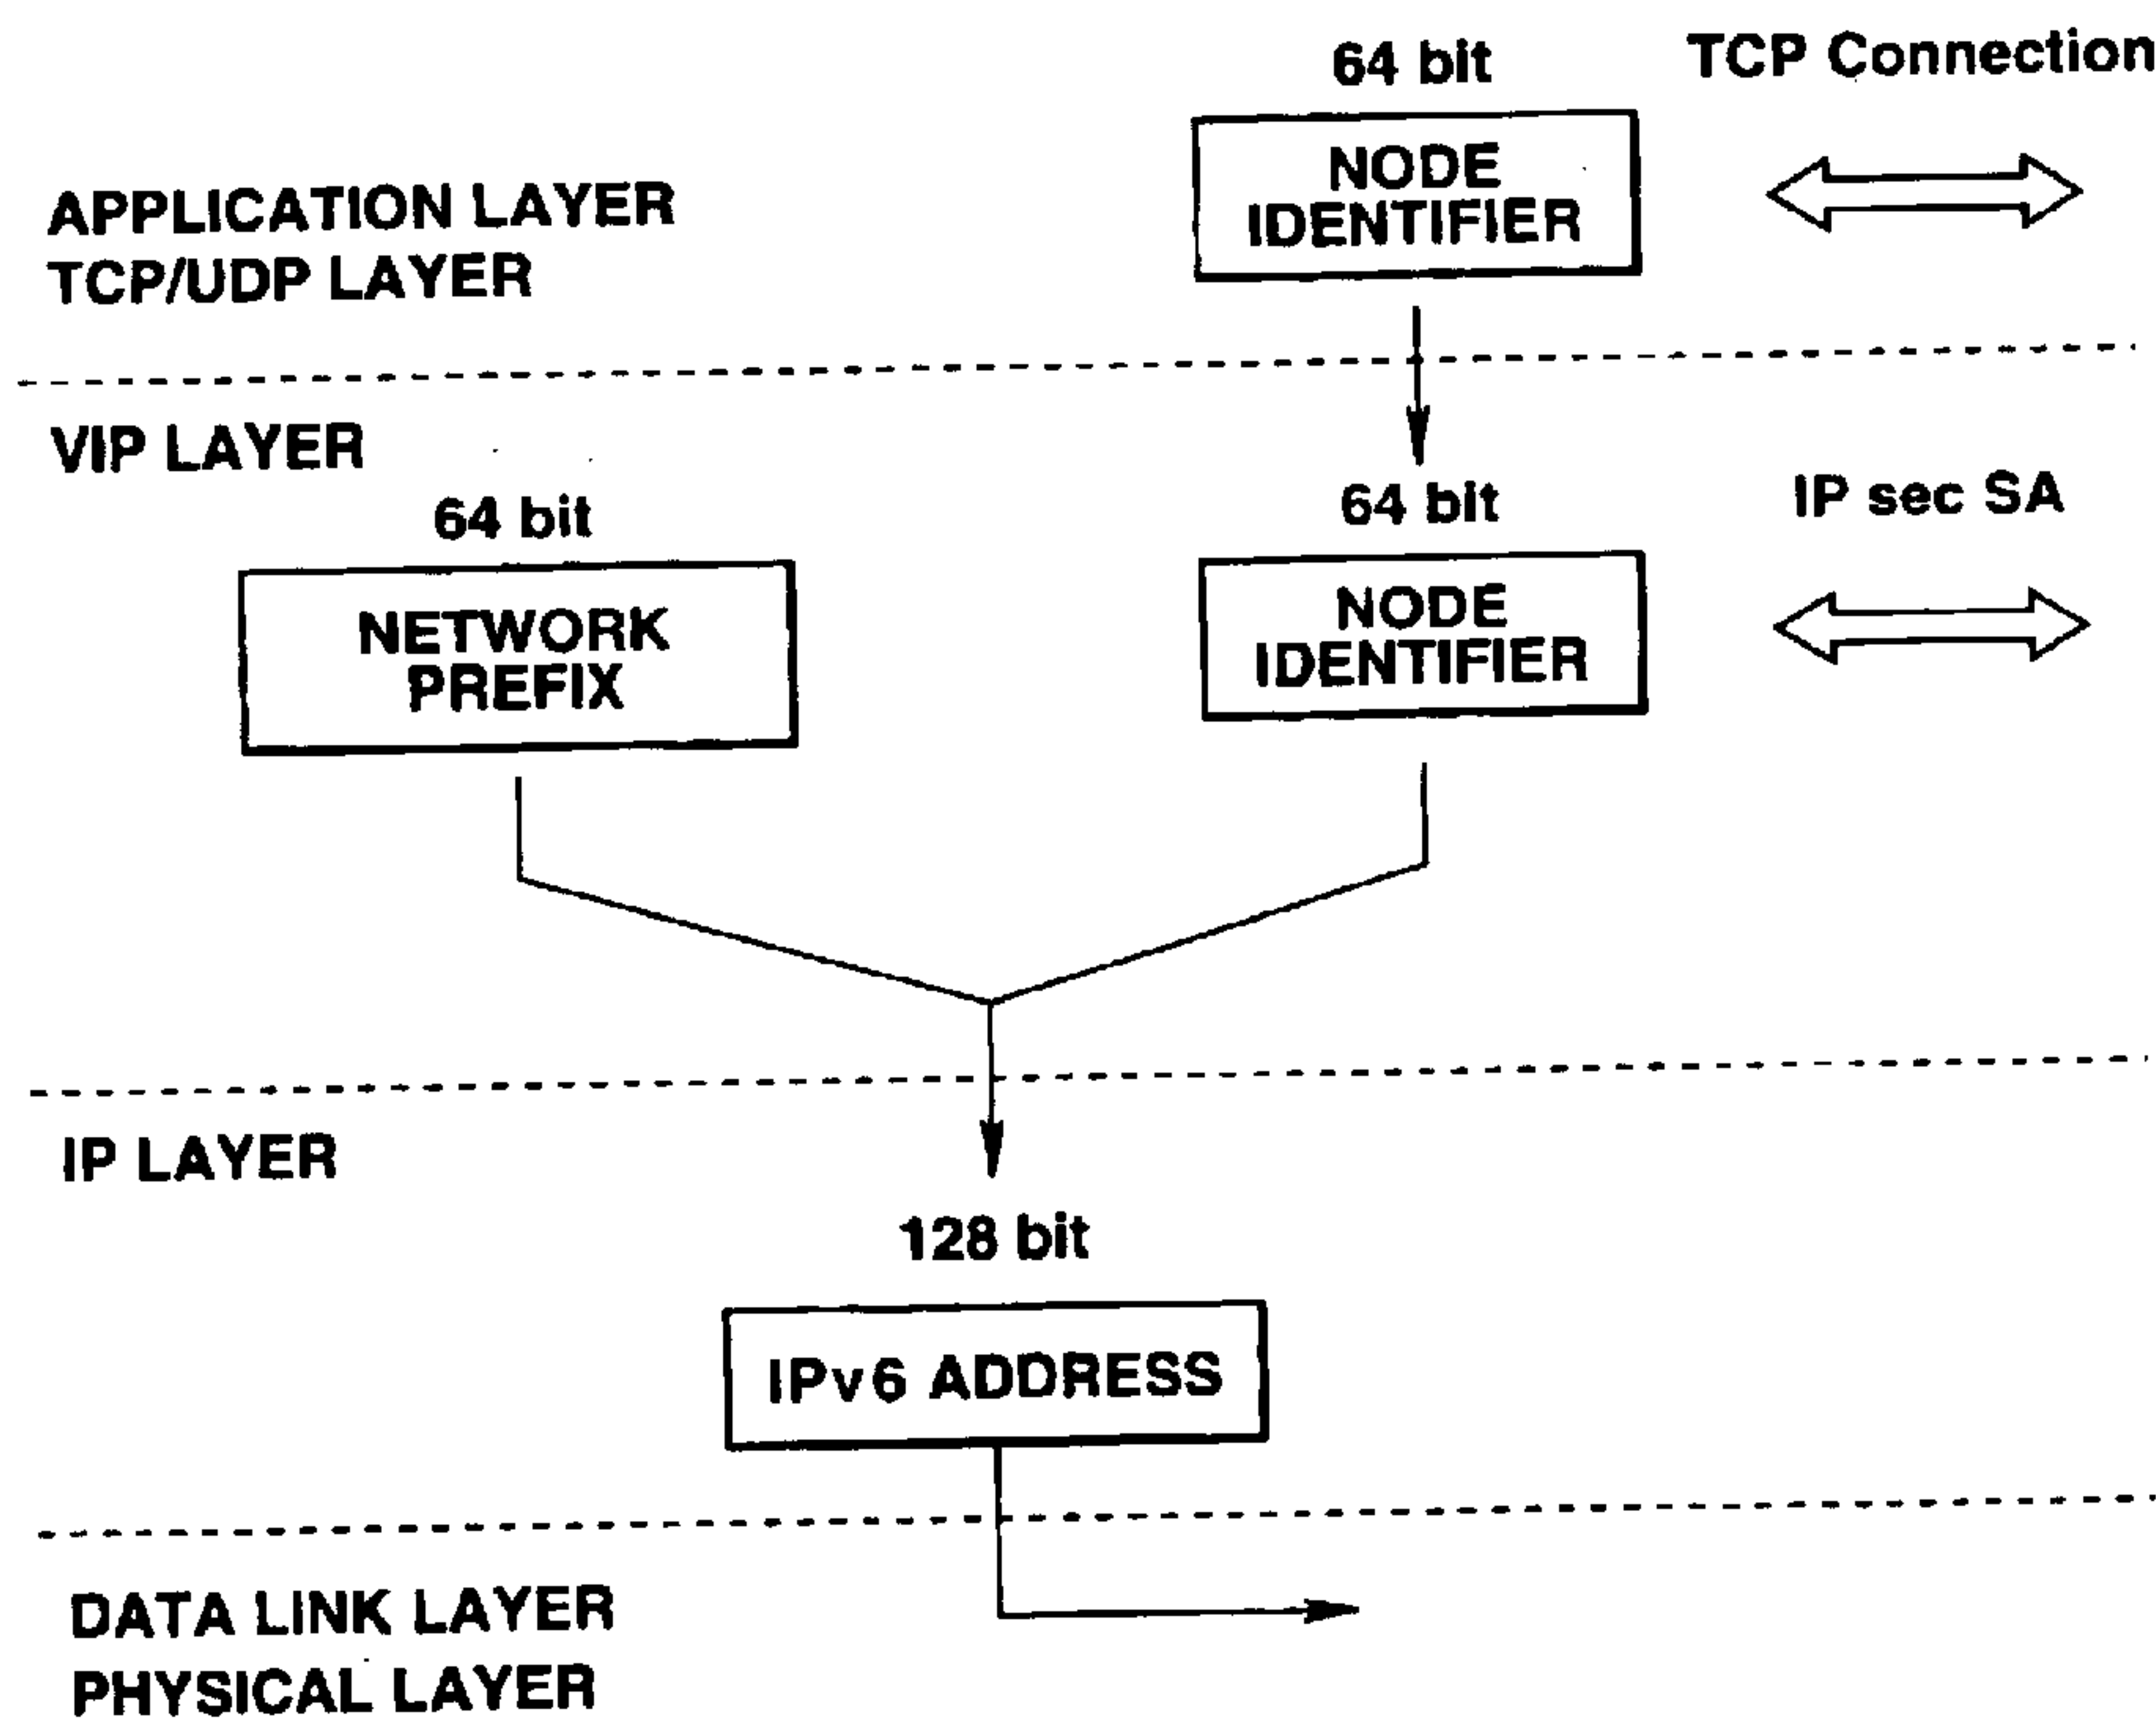 64 bit
TCP Connection
NODE
IDENTIFIER
APPLICATION LAYER
TCP/UDP LAYER
VIP LAYER
64 bit
64 bit
IP sec SA
NETWORK
PREFIX
NODE
IDENTIFIER
IP LAYER
128 bit
IPv6 ADDRESS
DATA LINK LAYER
PHYSICAL LAYER